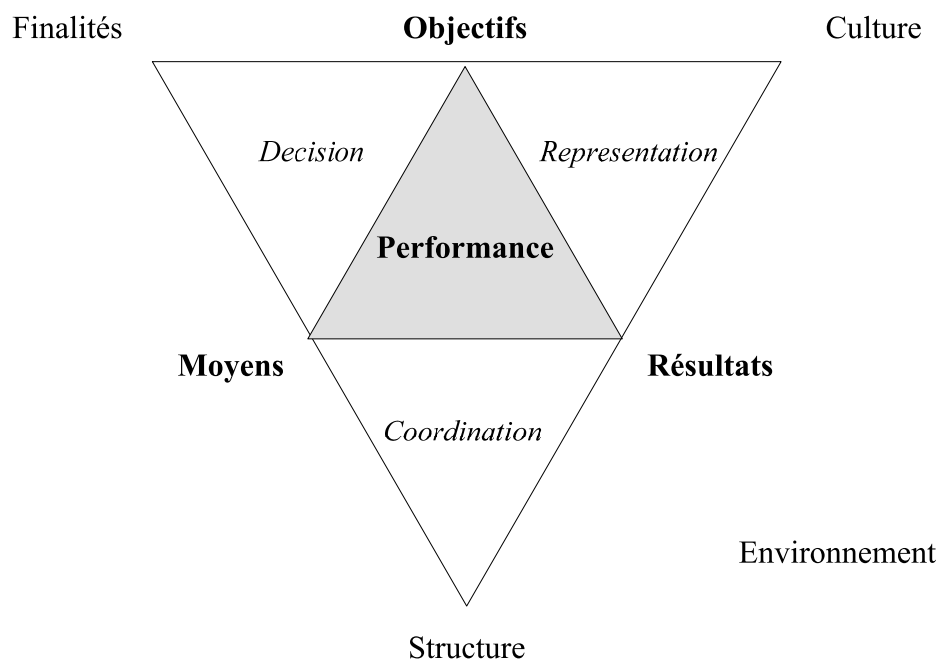 Finalités
Objectifs
Culture
Decision
Representation
Performance
Moyens
Résultats
Coordination
Environnement
Structure